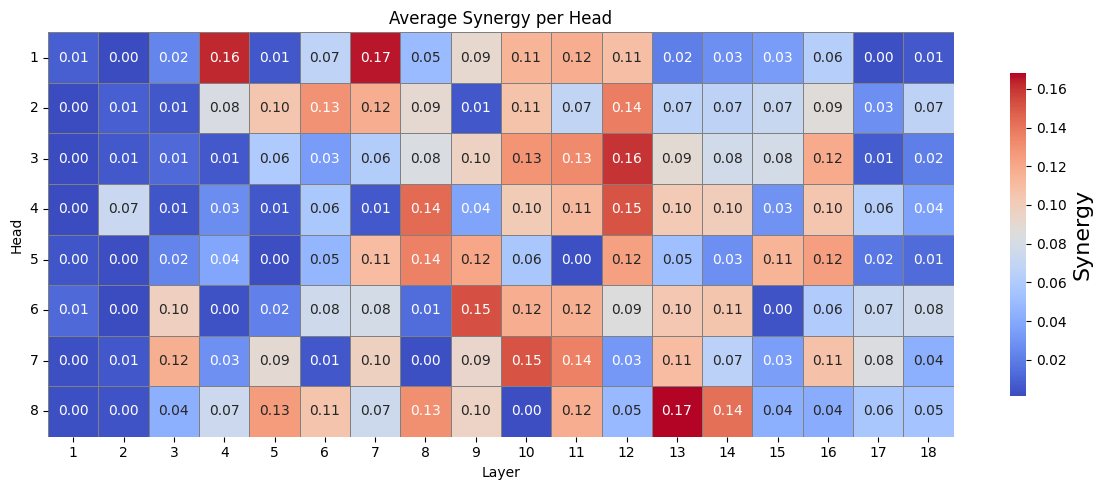 Average Synergy per Head
1 0.01 0.00 0.02 0.16 0.01 0.07 0.17 0.05 0.09 0.11 0.12 0.11 0.02 0.03 0.03 0.06 0.00 0.01
2 0.00 0.01 0.01 0.08 0.10 0.13 0.12 0.09 0.01 0.11 0.07 0.14 0.07 0.07 0.07 0.09 0.03 0.07
3 0.00 0.01 0.01 0.01 0.06 0.03 0.06 0.08 0.10 0.13 0.13 0.16 0.09 0.08 0.08 0.12 0.01 0.02
4 0.00 0.07 0.01 0.03 0.01 0.06 0.01 0.14 0.04 0.10 0.11 0.15 0.10 0.10 0.03 0.10 0.06 0.04
5 0.00 0.00 0.02 0.04 0.00 0.05 0.11 0.14 0.12 0.06 0.00 0.12 0.05 0.03 0.11 0.12 0.02 0.01
6 0.01 0.00 0.10 0.00 0.02 0.08 0.08 0.01 0.15 0.12 0.12 0.09 0.10 0.11 0.00 0.06 0.07 0.08
7 0.00 0.01 0.12 0.03 0.09 0.01 0.10 0.00 0.09 0.15 0.14 0.03 0.11 0.07 0.03 0.11 0.08 0.04
8 0.00 0.00 0.04 0.07 0.13 0.11 0.07 0.13 0.10 0.00 0.12 0.05 0.17 0.14 0.04 0.04 0.06 0.05
1 2 3 4 5 6 7 8 9 10 11 12 13 14 15 16 17 18
Layer
Head
0.16
0.14
0.12
0.10
0.08
0.06
0.04
0.02
Synergy